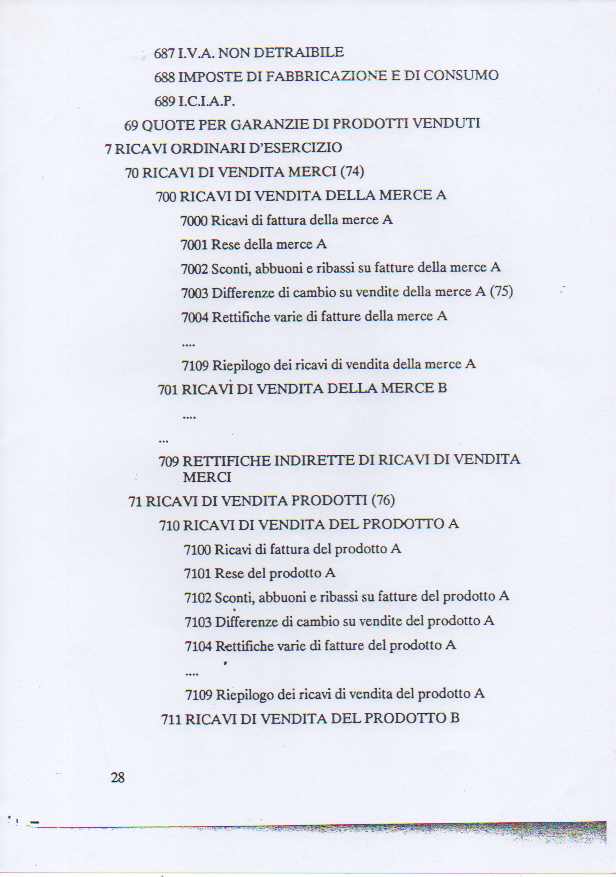 687 I.V.A. NON DETRAIBILE
688 IMPOSTE DI FABBRICAZIONE E DI CONSUMO
689 I.C.I.A.P.
69 QUOTE PER GARANZIE DI PRODOTTI VENDUTI
7 RICAVI ORDINARI D'ESERCIZIO
70 RICAVI DI VENDITA MERCI (74)
700 RICAVI DI VENDITA DELLA MERCE A
7000 Ricavi di fattura della merce A
7001 Rese della merce A
7002 Sconti, abbuoni e ribassi su fatture della merce A
7003 Differenze di cambio su vendite della merce A (75)
7004 Rettifiche varie di fatture della merce A
....
7109 Riepilogo dei ricavi di vendita della merce A
701 RICAVI DI VENDITA DELLA MERCE B
....
...
709 RETTIFICHE INDIRETTE DI RICAVI DI VENDITA
MERCI
71 RICAVI DI VENDITA PRODOTTI (76)
710 RICAVI DI VENDITA DEL PRODOTTO A
7100 Ricavi di fattura del prodotto A
7101 Rese del prodotto A
7102 Sconti, abbuoni e ribassi su fatture del prodotto A
7103 Differenze di cambio su vendite del prodotto A
7104 Rettifiche varie di fatture del prodotto A
....
7109 Riepilogo dei ricavi di vendita del prodotto A
711 RICAVI DI VENDITA DEL PRODOTTO B
28